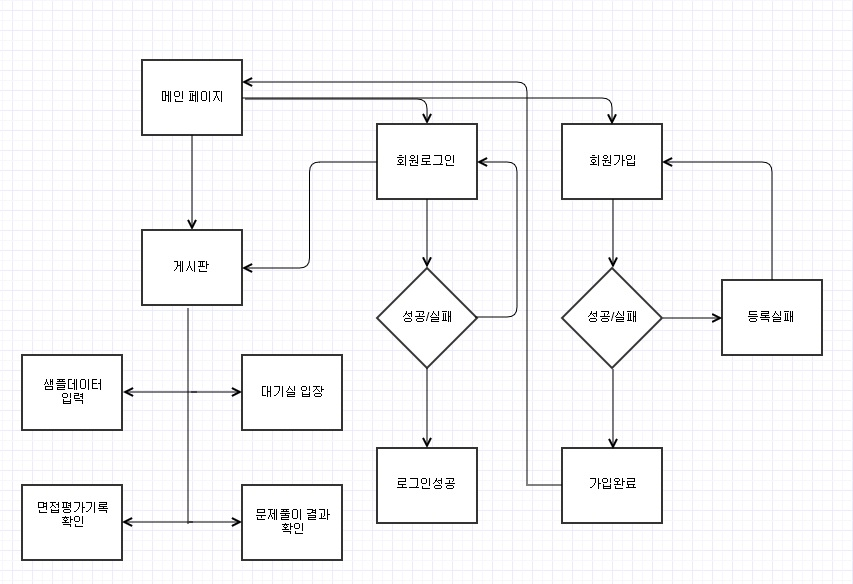 메인 페이지
회원로그인
회원가입
게시판
성공/실패
성공/실패
등록실패
샘플데이터
입력
대기실 입장
로그인성공
가입완료
면접평가기록
확인
문제풀이 결과
확인